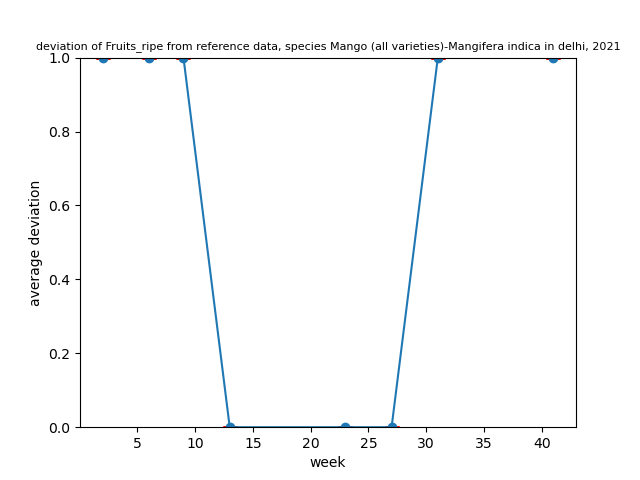 deviation of Fruits_ripe from reference data, species Mango (all varieties)-Mangifera indica in delhi, 2021
1.0
0.8
0.6
0.4
0.2
0.0
average deviation
5 10 15 20 25 30 35 40
week